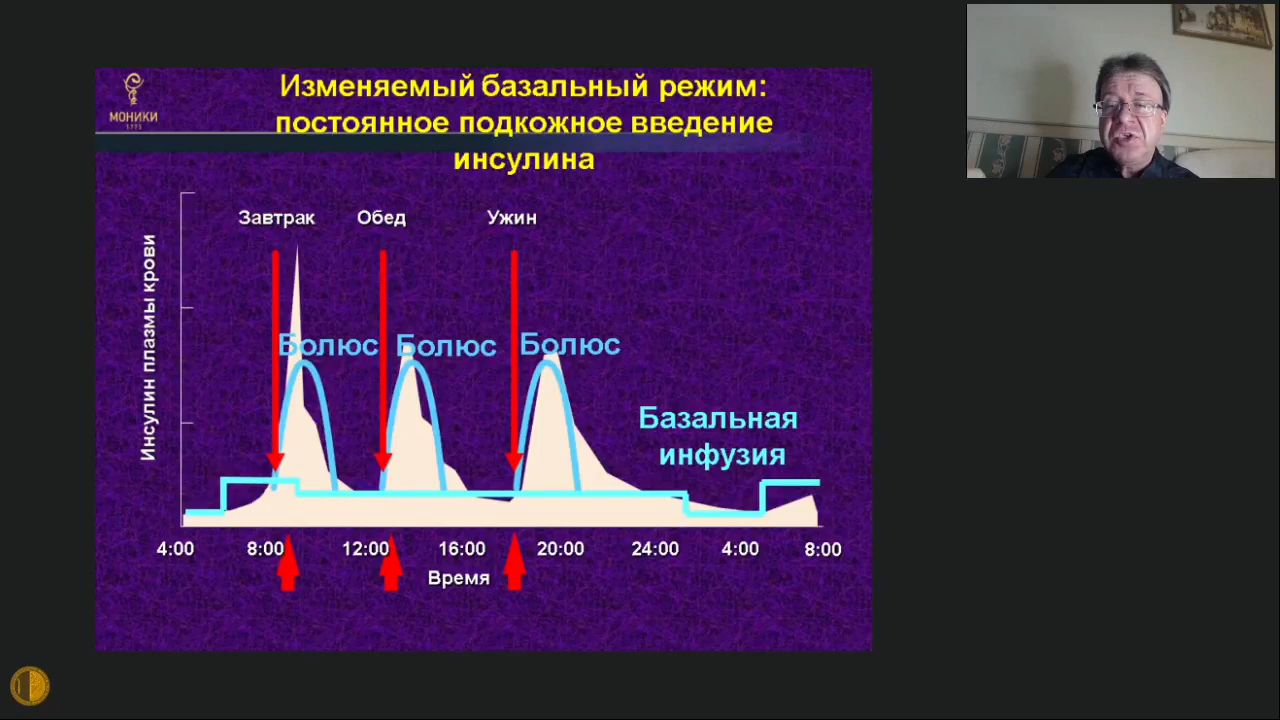 Изменяемый базальный режим:
постоянное подкожное введение
инсулина
МОНИКИ
1775
Завтрак Обед Ужин
Инсулин плазмы крови
Болюс Болюс Болюс
Базальная
инфузия
4:00 8:00 12:00 16:00 20:00 24:00 4:00 8:00
Время